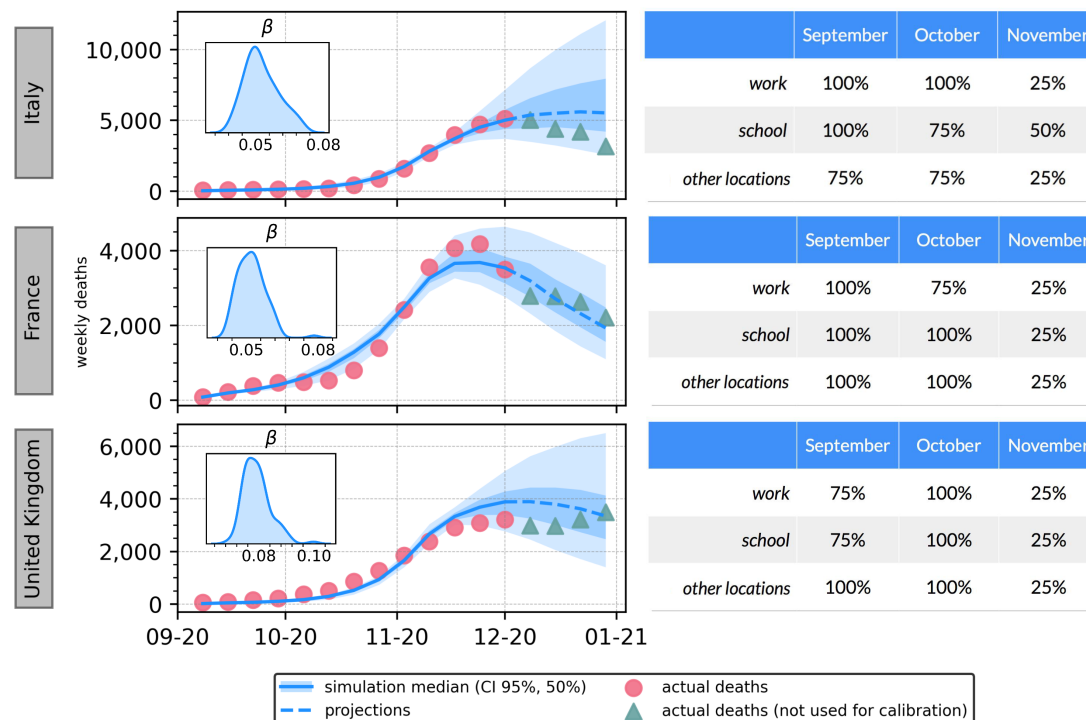 Italy
β
10,000
5,000
0
0.05 0.08
September October November
work 100% 100% 25%
school 100% 75% 50%
other locations 75% 75% 25%
France
weekly deaths
β
4,000
2,000
0
0.05 0.08
September October November
work 100% 75% 25%
school 100% 100% 25%
other locations 100% 100% 25%
United Kingdom
β
6,000
4,000
2,000
0
0.08 0.10
09-20 10-20 11-20 12-20 01-21
September October November
work 75% 100% 25%
school 75% 100% 25%
other locations 100% 100% 25%
simulation median (CI 95%, 50%)
projections
actual deaths
actual deaths (not used for calibration)